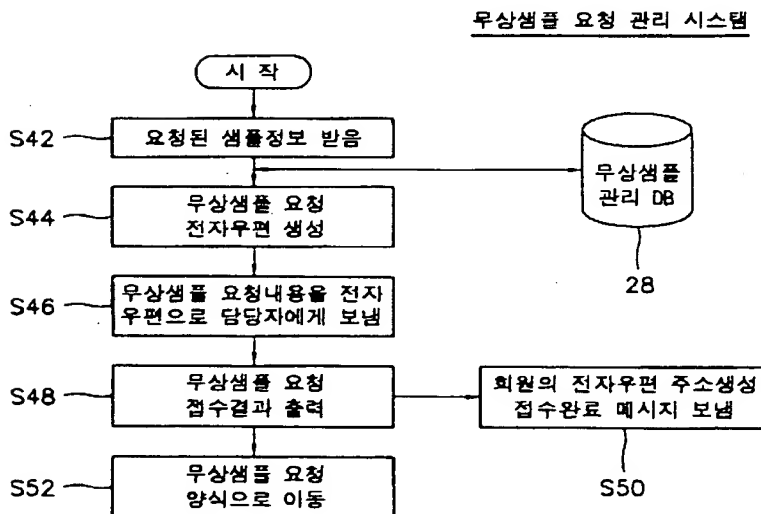 무상샘플 요청 관리 시스템
시 작
S42
요청된 샘플정보 받음
무상샘플
관리 DB
28
S44
무상샘플 요청
전자우편 생성
S46
무상샘플 요청내용을 전자
우편으로 담당자에게 보냄
S48
무상샘플 요청
접수결과 출력
회원의 전자우편 주소생성
접수완료 메시지 보냄
S50
S52
무상샘플 요청
양식으로 이동